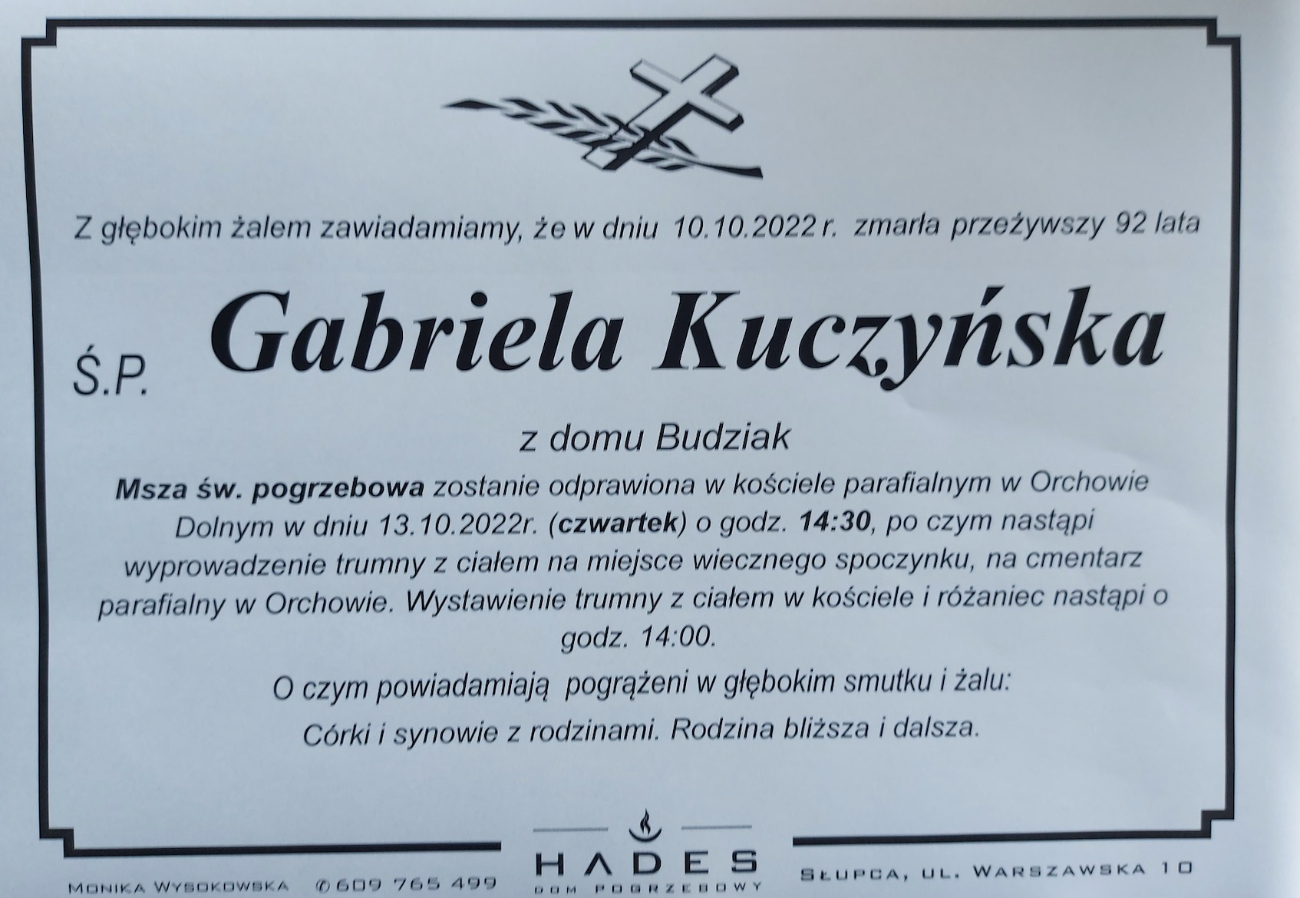 Z głębokim żalem zawiadamiamy, że w dniu 10.10.2022 r. zmarła przeżywszy 92 lata
Ś.P. Gabriela Kuczyńska
z domu Budziak
Msza św. pogrzebowa zostanie odprawiona w kościele parafialnym w Orchowie
Dolnym w dniu 13.10.2022r. (czwartek) o godz. 14:30, po czym nastąpi
wyprowadzenie trumny z ciałem na miejsce wiecznego spoczynku, na cmentarz
parafialny w Orchowie. Wystawienie trumny z ciałem w kościele i różaniec nastąpi o
godz. 14:00.
O czym powiadamiają pogrążeni w głębokim smutku i żalu:
Córki i synowie z rodzinami. Rodzina bliższa i dalsza.
MONIKA WYSOKOWSKA ✆ 609 765 499
HADES
DOM POGRZEBOWY
SŁUPCA, UL. WARSZAWSKA 10